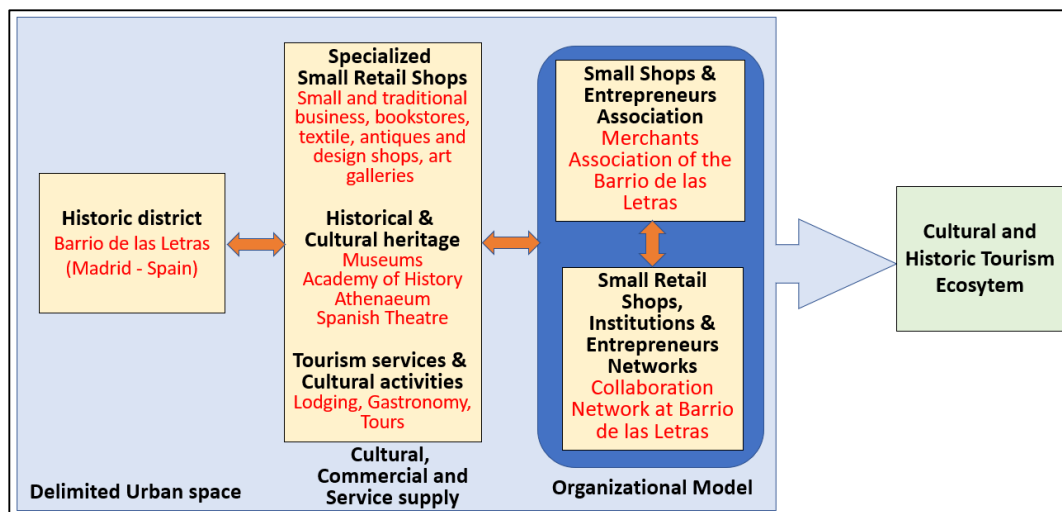 Historic district
Barrio de las Letras
(Madrid - Spain)
Delimited Urban space
Specialized
Small Retail Shops
Small and traditional
business, bookstores,
textile, antiques and
design shops, art
galleries
Historical &
Cultural heritage
Museums
Academy of History
Athenaeum
Spanish Theatre
Tourism services &
Cultural activities
Lodging, Gastronomy,
Tours
Cultural,
Commercial and
Service supply
Small Shops &
Entrepreneurs
Association
Merchants
Association of the
Barrio de las
Letras
Small Retail
Shops,
Institutions &
Entrepreneurs
Networks
Collaboration
Network at Barrio
de las Letras
Organizational Model
Cultural and
Historic Tourism
Ecosytem